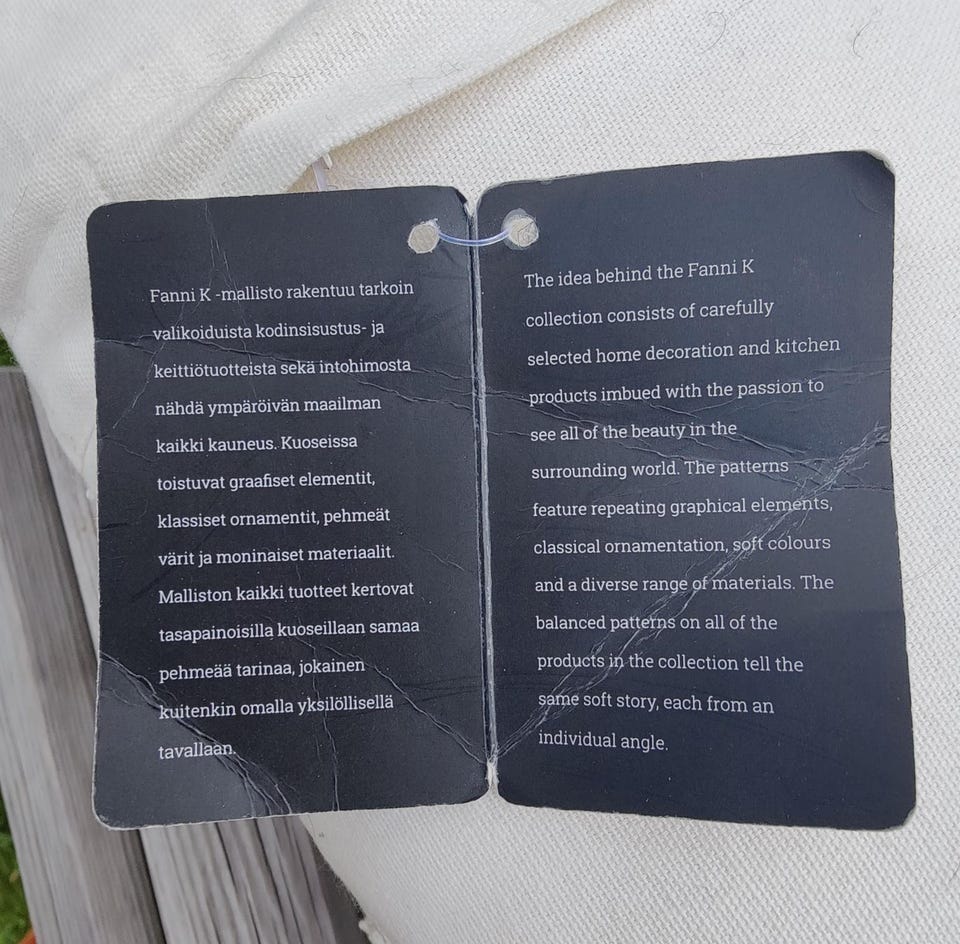 Fanni K -mallisto rakentuu tarkoin
valikoiduista kodinsisustus- ja
keittiötuotteista sekä intohimosta
nähdä ympäröivän maailman
kaikki kauneus. Kuoseissa
toistuvat graafiset elementit,
klassiset ornamentit, pehmeät
värit ja moninaiset materiaalit.
Malliston kaikki tuotteet kertovat
tasapainoisilla kuoseillaan samaa
pehmeää tarinaa, jokainen
kuitenkin omalla yksilöllisellä
tavallaan.
The idea behind the Fanni K
collection consists of carefully
selected home decoration and kitchen
products imbued with the passion to
see all of the beauty in the
surrounding world. The patterns
feature repeating graphical elements,
classical ornamentation, soft colours
and a diverse range of materials. The
balanced patterns on all of the
products in the collection tell the
same soft story, each from an
individual angle.